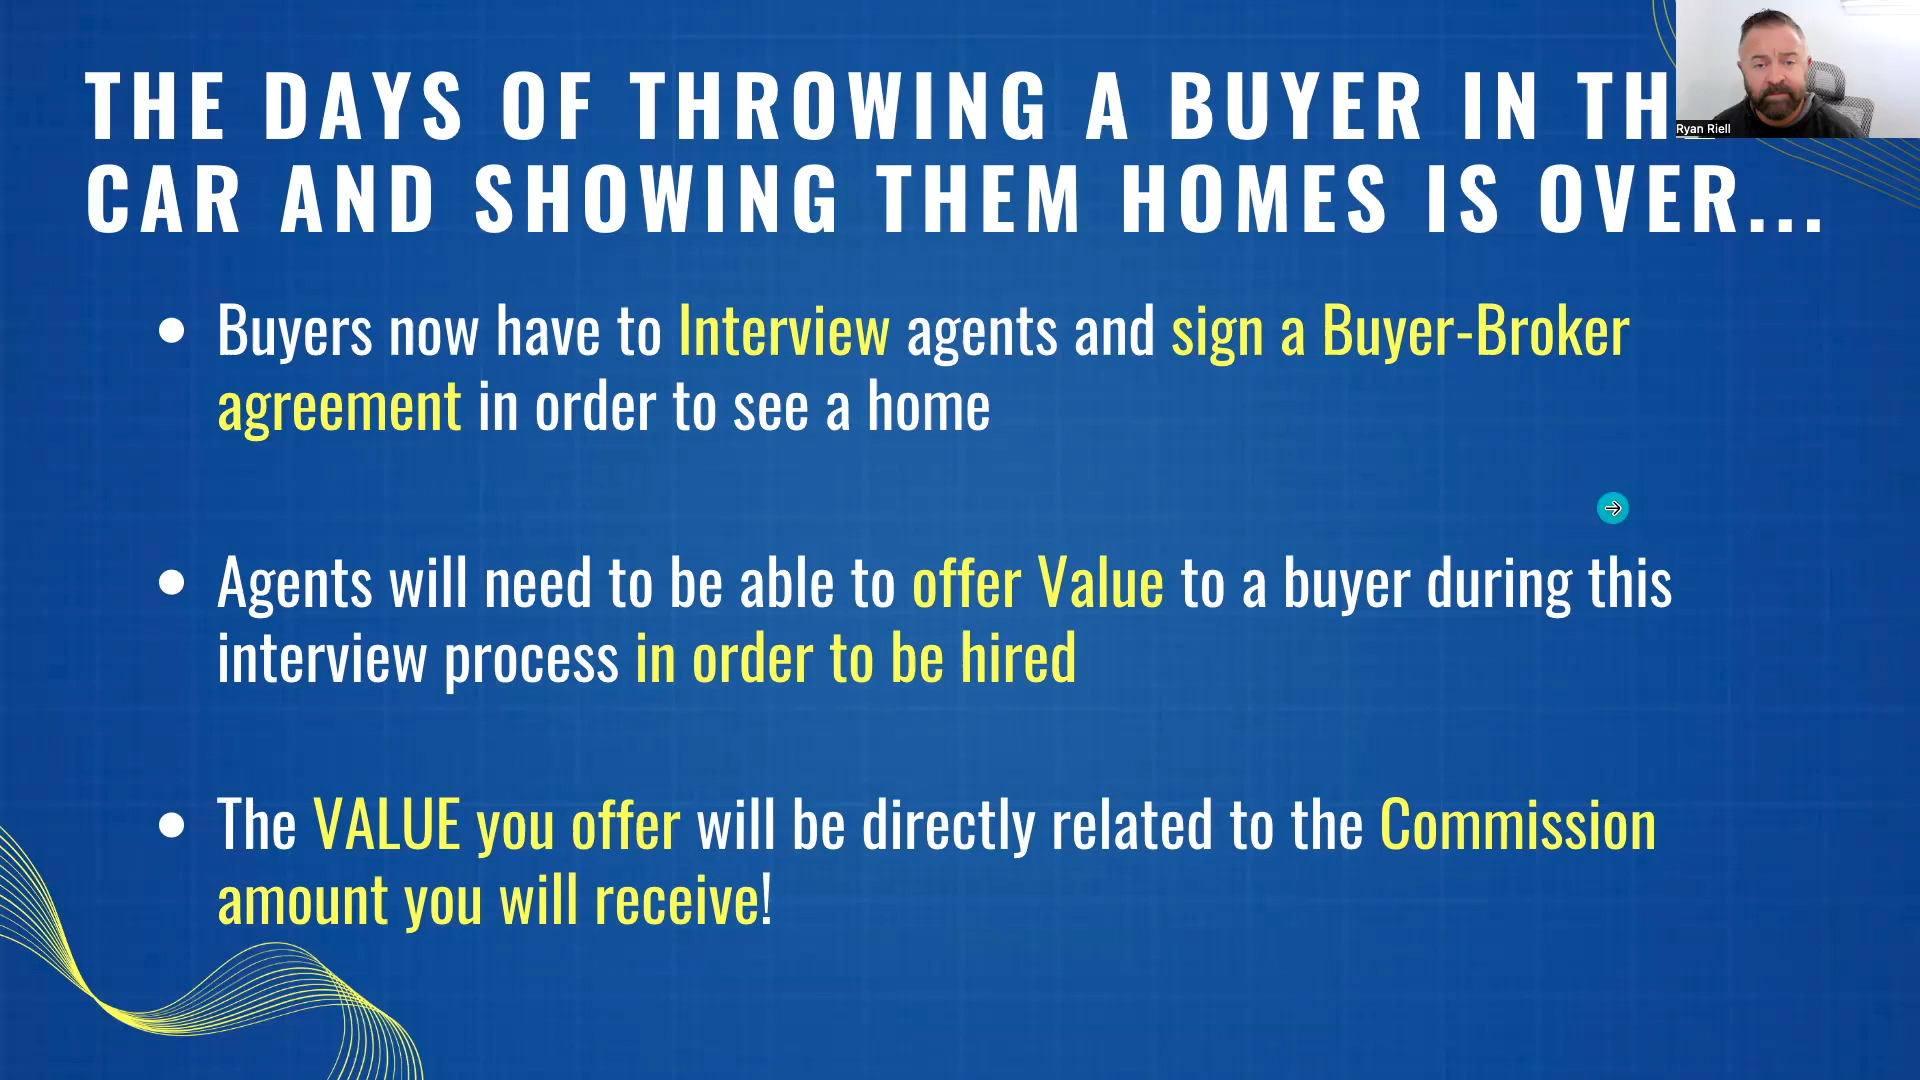 THE DAYS OF THROWING A BUYER IN TH
CAR AND SHOWING THEM HOMES IS OVER...
Ryan Riell
• Buyers now have to Interview agents and sign a Buyer-Broker
agreement in order to see a home
• Agents will need to be able to offer Value to a buyer during this
interview process in order to be hired
• The VALUE you offer will be directly related to the Commission
amount you will receive!